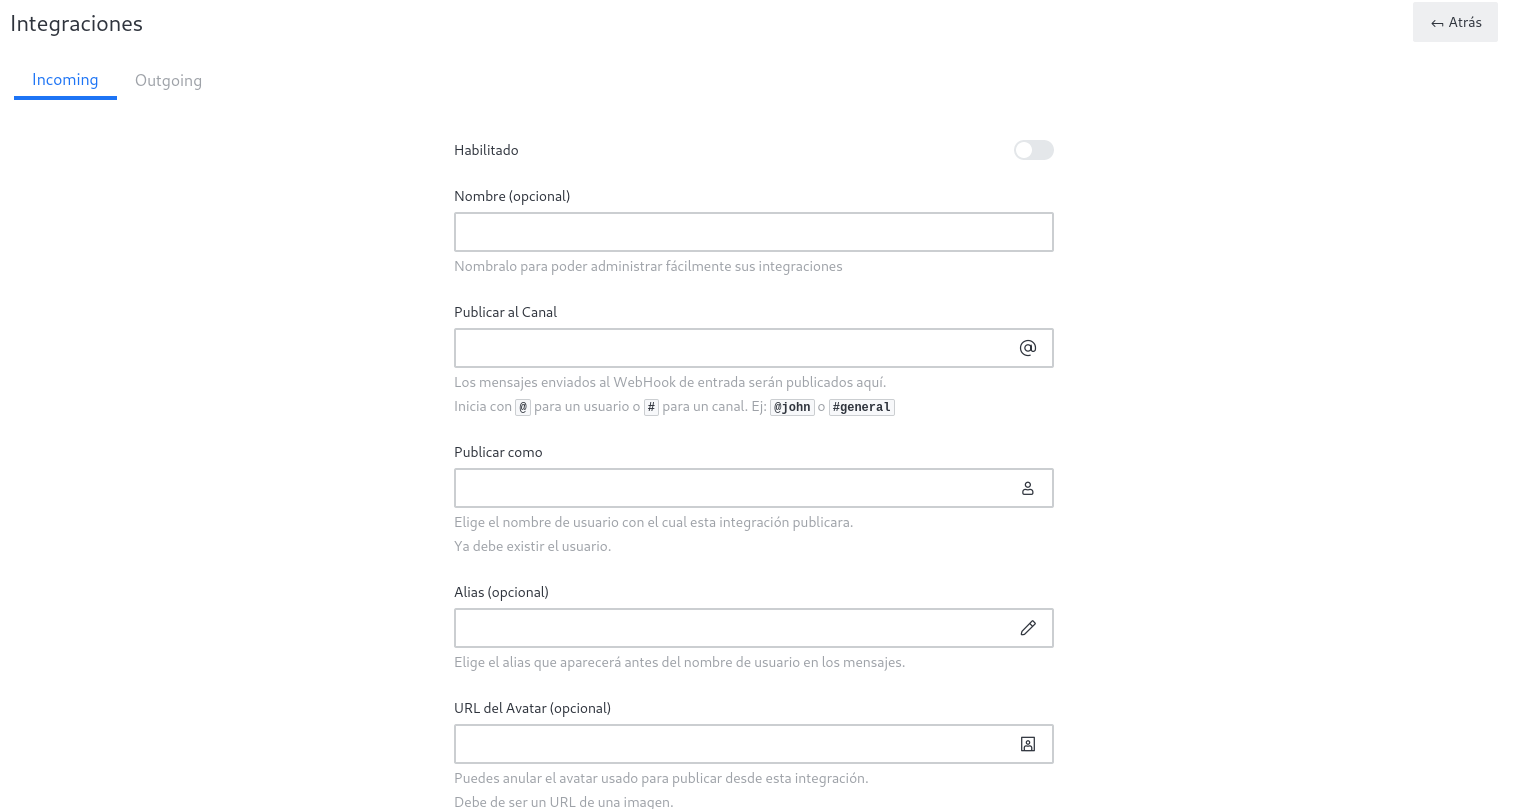 Integraciones
Atrás
Incoming
Outgoing
Habilitado
Nombre (opcional)
Nombralo para poder administrar fácilmente sus integraciones
Publicar al Canal
Los mensajes enviados al WebHook de entrada serán publicados aquí.
Inicia con @ para un usuario o # para un canal. Ej: @john o #general
Publicar como
Elige el nombre de usuario con el cual esta integración publicara.
Ya debe existir el usuario.
Alias (opcional)
Elige el alias que aparecerá antes del nombre de usuario en los mensajes.
URL del Avatar (opcional)
Puedes anular el avatar usado para publicar desde esta integración.
Debe de ser un URL de una imagen.